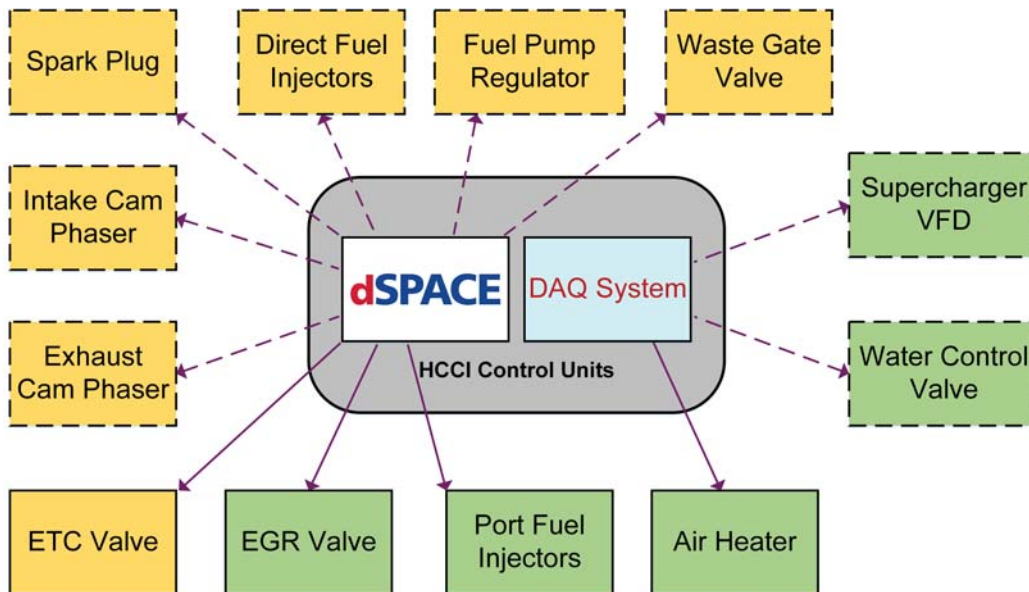 Spark Plug
Direct Fuel
Injectors
Fuel Pump
Regulator
Waste Gate
Valve
Intake Cam
Phaser
Supercharger
VFD
dSPACE
DAQ System
HCCI Control Units
Exhaust
Cam Phaser
Water Control
Valve
ETC Valve
EGR Valve
Port Fuel
Injectors
Air Heater